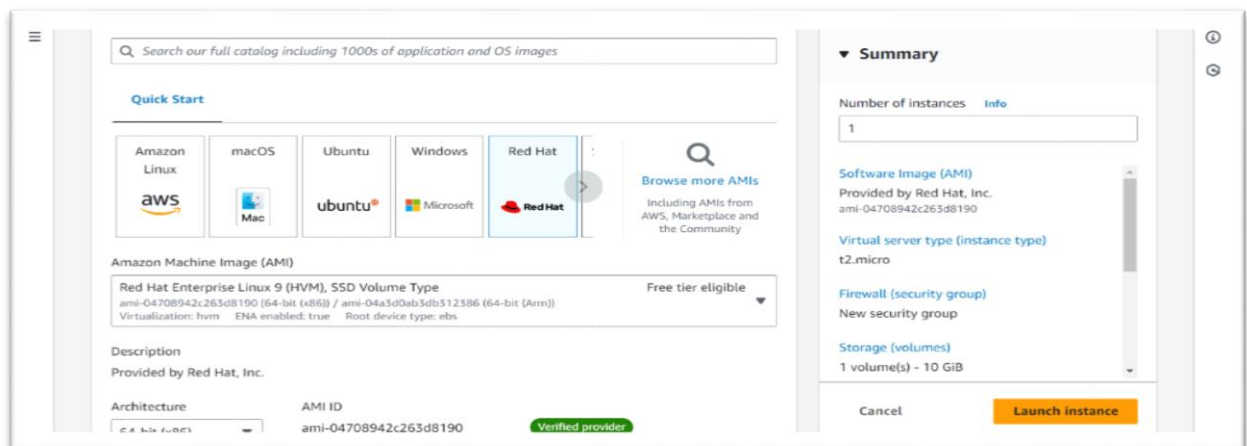 Search our full catalog including 1000s of application and OS images
Quick Start
Amazon
Linux
aws
macOS
Mac
Ubuntu
ubuntu
Windows
Microsoft
Red Hat
Red Hat
Browse more AMIs
Including AMIs from
AWS, Marketplace and
the Community
Amazon Machine Image (AMI)
Red Hat Enterprise Linux 9 (HVM), SSD Volume Type
Free tier eligible
ami-04708942c263d8190 (64-bit (x86)) / ami-04a3d0ab3db312386 (64-bit (Arm))
Virtualization: hvm ENA enabled: true Root device type: ebs
Description
Provided by Red Hat, Inc.
Architecture
64-bit (x86)
AMI ID
ami-04708942c263d8190
Verified provider
Summary
Number of instances Info
1
Software Image (AMI)
Provided by Red Hat, Inc.
ami-04708942c263d8190
Virtual server type (instance type)
t2.micro
Firewall (security group)
New security group
Storage (volumes)
1 volume(s) - 10 GiB
Cancel
Launch instance